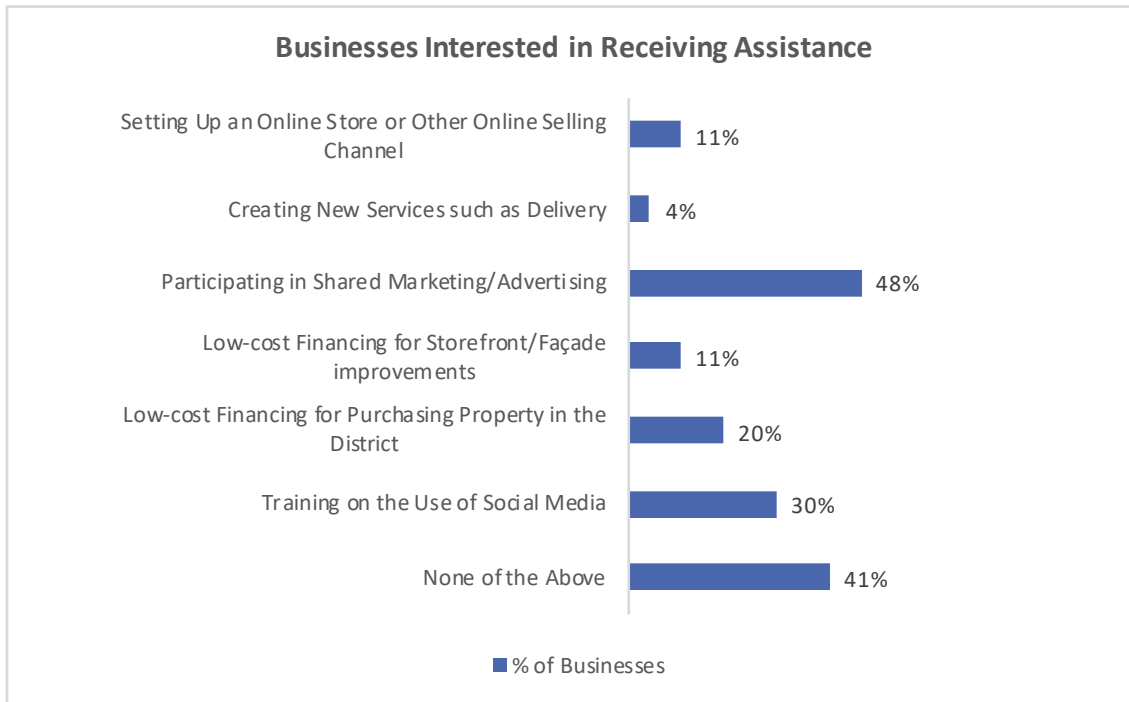 Businesses Interested in Receiving Assistance
Setting Up an Online Store or Other Online Selling
Channel
11%
Creating New Services such as Delivery
4%
Participating in Shared Marketing/Advertising
48%
Low-cost Financing for Storefront/Façade
improvements
11%
Low-cost Financing for Purchasing Property in the
District
20%
Training on the Use of Social Media
30%
None of the Above
41%
% of Businesses